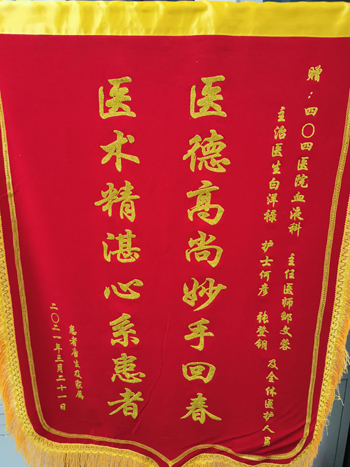 赠:四〇四医院血液科 主任医师邹文蓉
主治医生白泽禄 护士何彦 张登钢 及全体医护人员
医德高尚妙手回春
医术精湛心系患者
患者 生及家属
二〇二一年三月二十一日